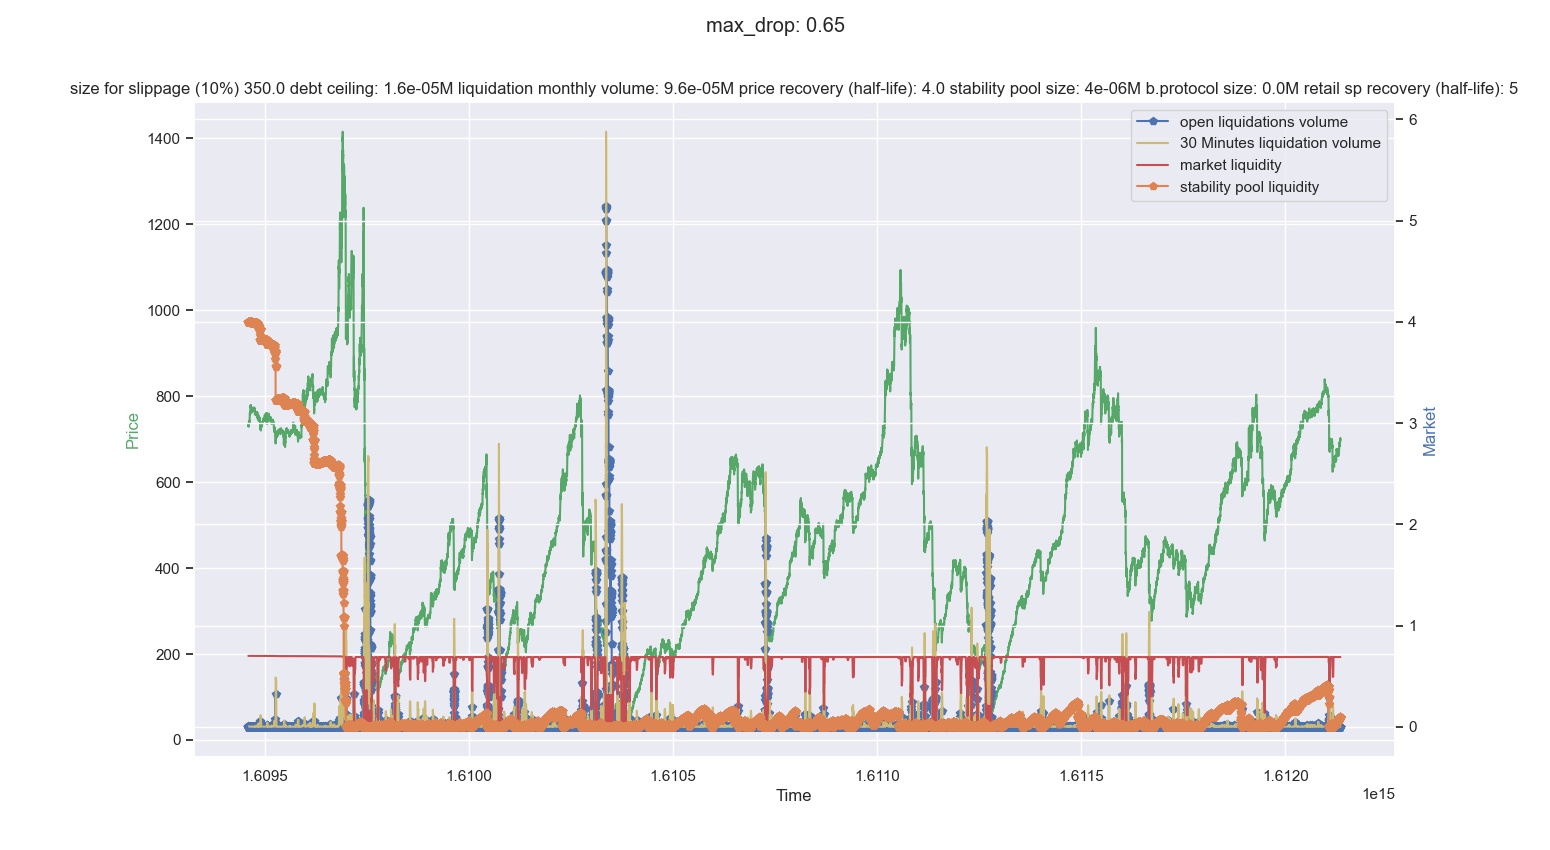 max_drop: 0.65
size for slippage (10%) 350.0 debt ceiling: 1.6e-05M liquidation monthly volume: 9.6e-05M price recovery (half-life): 4.0 stability pool size: 4e-06M b.protocol size: 0.0M retail sp recovery (half-life): 5
open liquidations volume
30 Minutes liquidation volume
market liquidity
stability pool liquidity
1400
1200
1000
800
600
400
200
0
Price
6
5
4
3
2
1
0
Market
1.6095
1.6100
1.6105
1.6110
1.6115
1.6120
1e15
Time